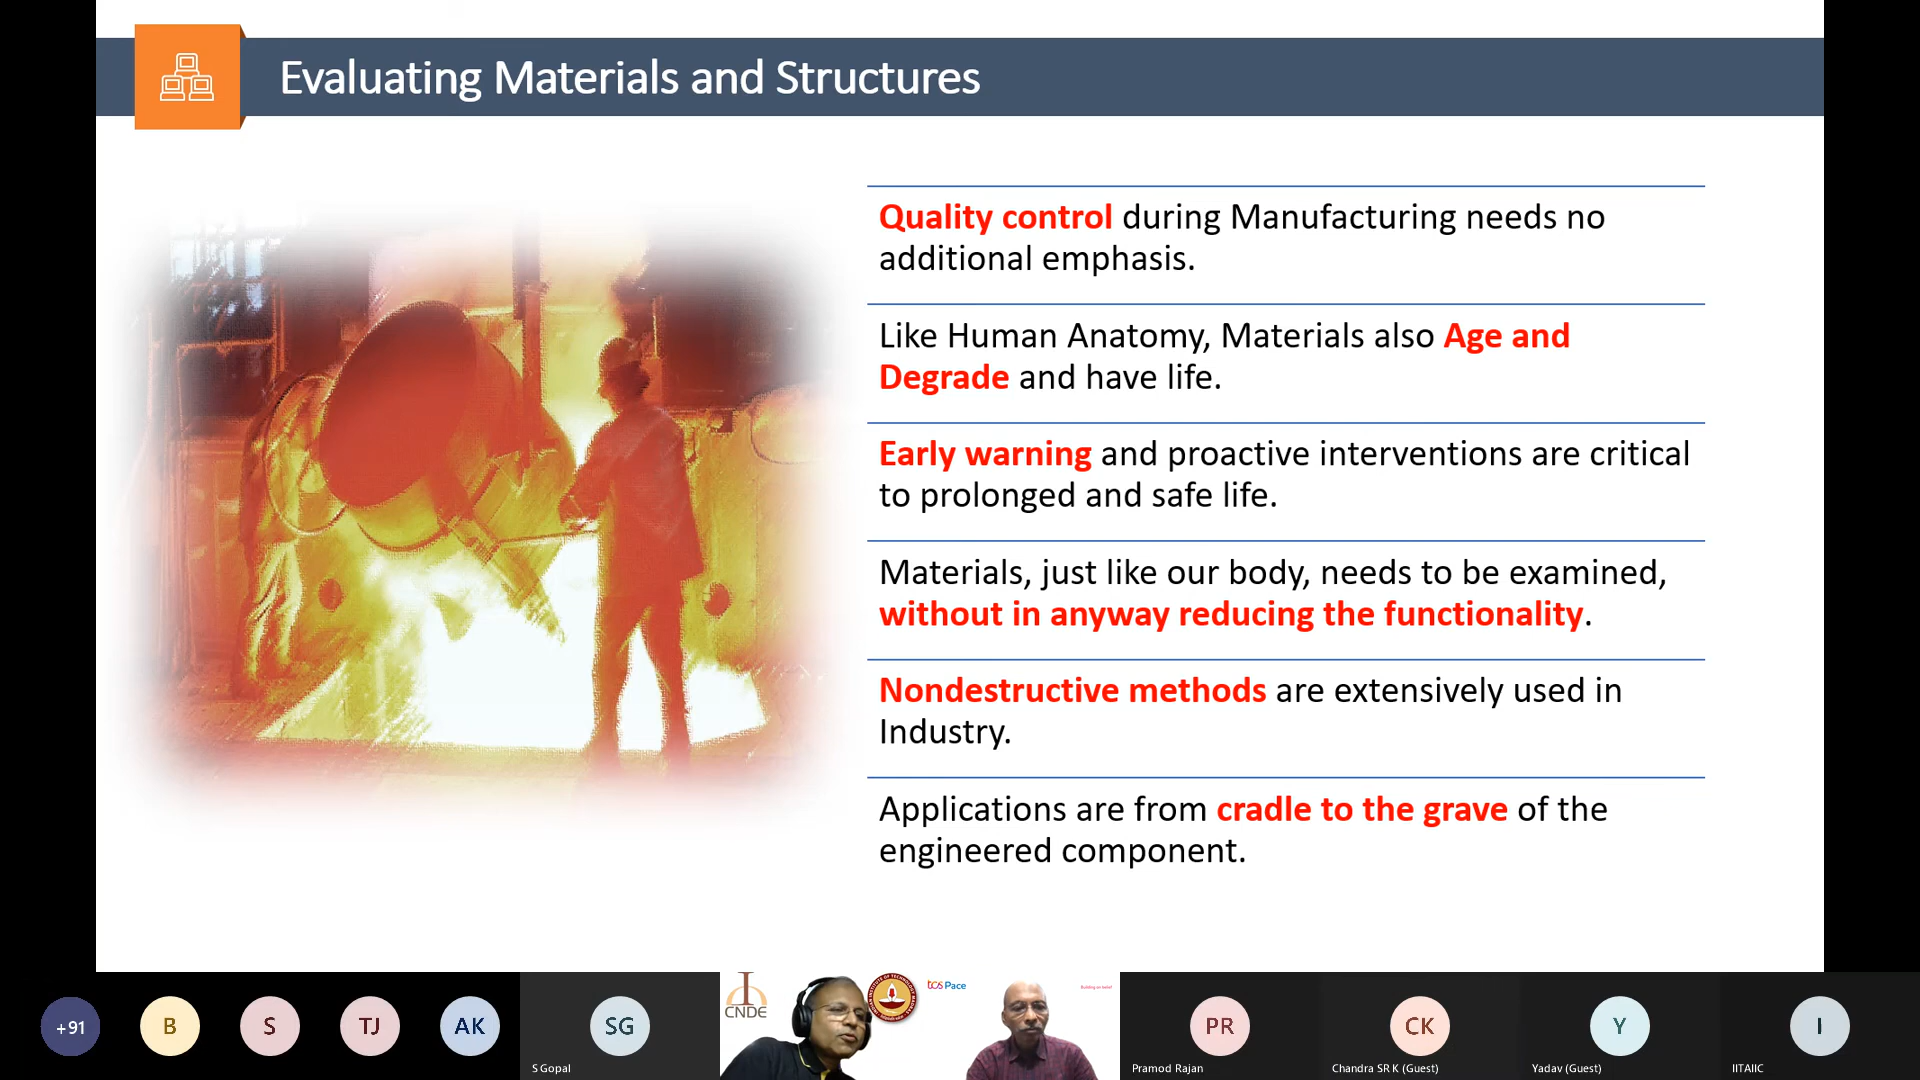 Evaluating Materials and Structures
Quality control during Manufacturing needs no
additional emphasis.
Like Human Anatomy, Materials also Age and
Degrade and have life.
Early warning and proactive interventions are critical
to prolonged and safe life.
Materials, just like our body, needs to be examined,
without in anyway reducing the functionality.
Nondestructive methods are extensively used in
Industry.
Applications are from cradle to the grave of the
engineered component.
+91
B
S
TJ
AK
SG
S Gopal
CNDE
tcs Pace
PR
Pramod Rajan
CK
Chandra SR K (Guest)
Y
Yadav (Guest)
I
IITAIIC